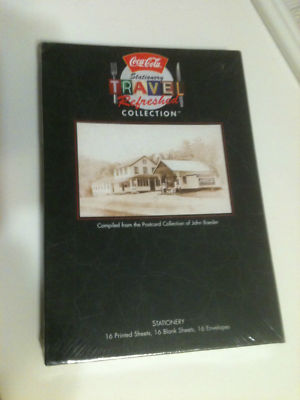 Coca-Cola
Stationery
TRAVEL
Refreshed
COLLECTION™
Compiled from the Postcard Collection of John Baeder
STATIONERY
16 Printed Sheets, 16 Blank Sheets, 16 Envelopes